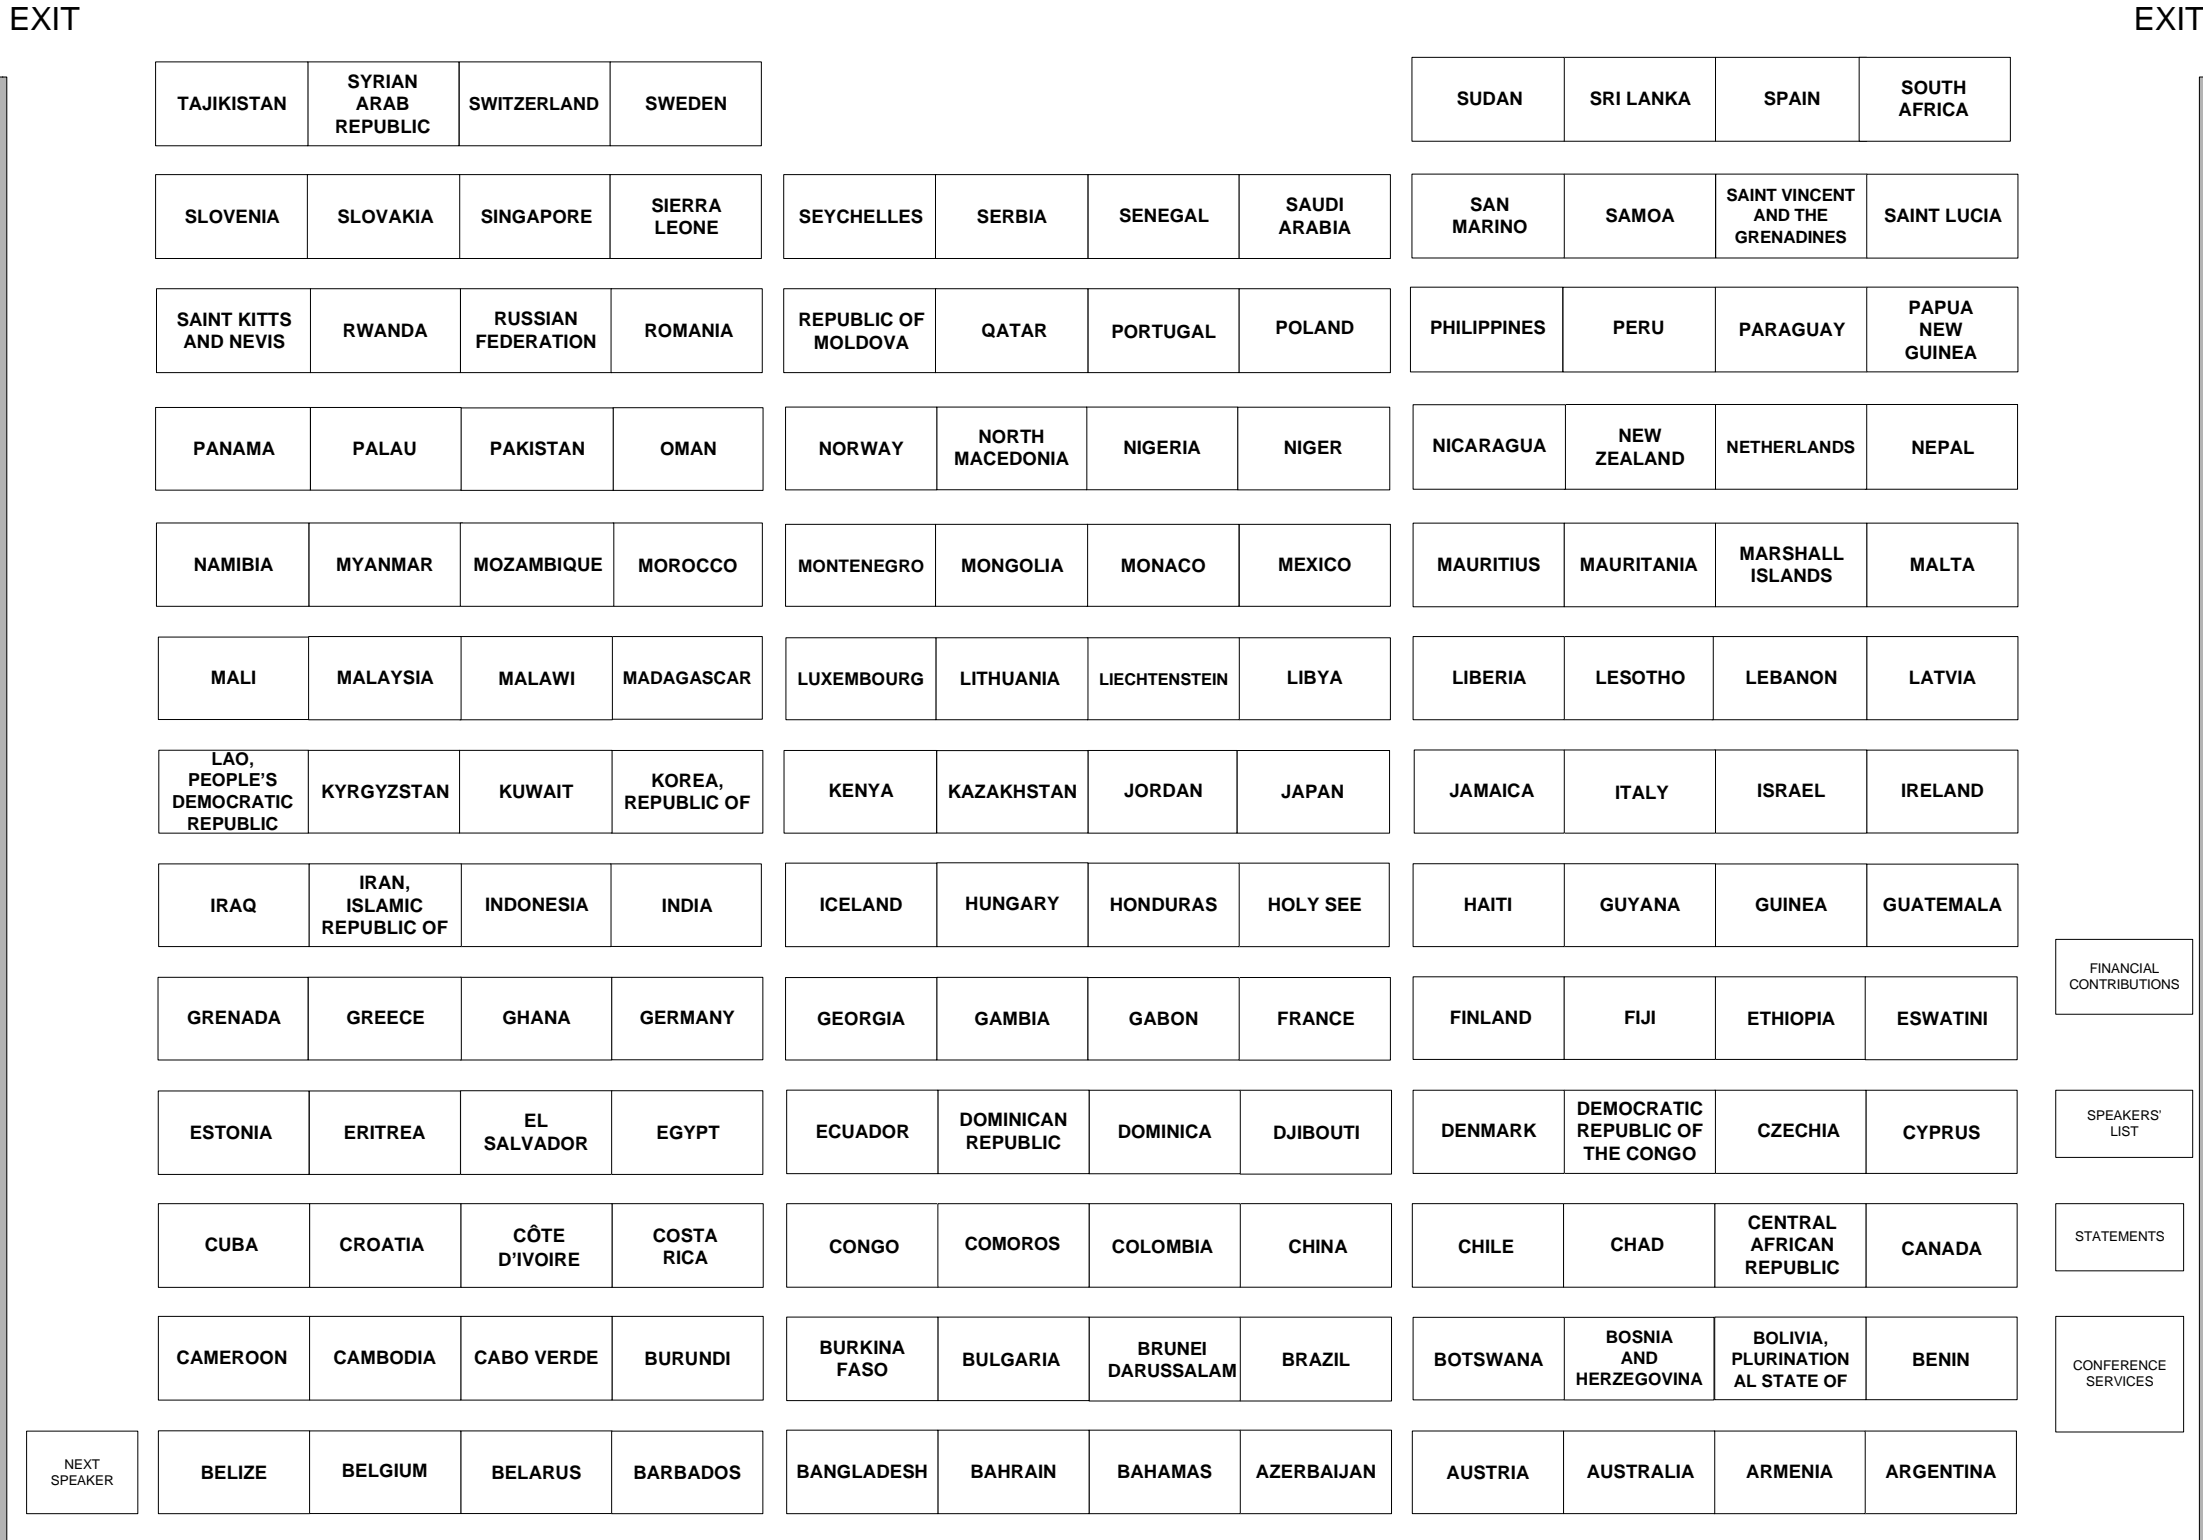 EXIT
EXIT
TAJIKISTAN
SYRIAN
ARAB
REPUBLIC
SWITZERLAND
SWEDEN
SUDAN
SRI LANKA
SPAIN
SOUTH
AFRICA
SLOVENIA
SLOVAKIA
SINGAPORE
SIERRA
LEONE
SEYCHELLES
SERBIA
SENEGAL
SAUDI
ARABIA
SAN
MARINO
SAMOA
SAINT VINCENT
AND THE
GRENADINES
SAINT LUCIA
SAINT KITTS
AND NEVIS
RWANDA
RUSSIAN
FEDERATION
ROMANIA
REPUBLIC OF
MOLDOVA
QATAR
PORTUGAL
POLAND
PHILIPPINES
PERU
PARAGUAY
PAPUA
NEW
GUINEA
PANAMA
PALAU
PAKISTAN
OMAN
NORWAY
NORTH
MACEDONIA
NIGERIA
NIGER
NICARAGUA
NEW
ZEALAND
NETHERLANDS
NEPAL
NAMIBIA
MYANMAR
MOZAMBIQUE
MOROCCO
MONTENEGRO
MONGOLIA
MONACO
MEXICO
MAURITIUS
MAURITANIA
MARSHALL
ISLANDS
MALTA
MALI
MALAYSIA
MALAWI
MADAGASCAR
LUXEMBOURG
LITHUANIA
LIECHTENSTEIN
LIBYA
LIBERIA
LESOTHO
LEBANON
LATVIA
LAO,
PEOPLE’S
DEMOCRATIC
REPUBLIC
KYRGYZSTAN
KUWAIT
KOREA,
REPUBLIC OF
KENYA
KAZAKHSTAN
JORDAN
JAPAN
JAMAICA
ITALY
ISRAEL
IRELAND
IRAQ
IRAN,
ISLAMIC
REPUBLIC OF
INDONESIA
INDIA
ICELAND
HUNGARY
HONDURAS
HOLY SEE
HAITI
GUYANA
GUINEA
GUATEMALA
FINANCIAL
CONTRIBUTIONS
GRENADA
GREECE
GHANA
GERMANY
GEORGIA
GAMBIA
GABON
FRANCE
FINLAND
FIJI
ETHIOPIA
ESWATINI
ESTONIA
ERITREA
EL
SALVADOR
EGYPT
ECUADOR
DOMINICAN
REPUBLIC
DOMINICA
DJIBOUTI
DENMARK
DEMOCRATIC
REPUBLIC OF
THE CONGO
CZECHIA
CYPRUS
SPEAKERS’
LIST
CUBA
CROATIA
CÔTE
D’IVOIRE
COSTA
RICA
CONGO
COMOROS
COLOMBIA
CHINA
CHILE
CHAD
CENTRAL
AFRICAN
REPUBLIC
CANADA
STATEMENTS
CAMEROON
CAMBODIA
CABO VERDE
BURUNDI
BURKINA
FASO
BULGARIA
BRUNEI
DARUSSALAM
BRAZIL
BOTSWANA
BOSNIA
AND
HERZEGOVINA
BOLIVIA,
PLURINATION
AL STATE OF
BENIN
CONFERENCE
SERVICES
NEXT
SPEAKER
BELIZE
BELGIUM
BELARUS
BARBADOS
BANGLADESH
BAHRAIN
BAHAMAS
AZERBAIJAN
AUSTRIA
AUSTRALIA
ARMENIA
ARGENTINA